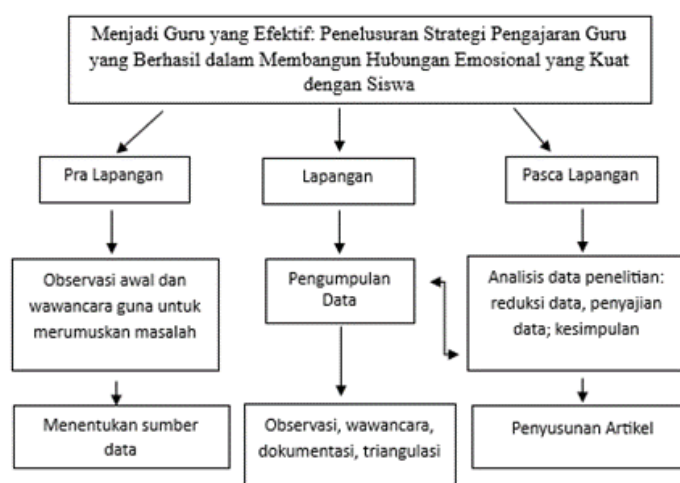 Menjadi Guru yang Efektif: Penelusuran Strategi Pengajaran Guru
yang Berhasil dalam Membangun Hubungan Emosional yang Kuat
dengan Siswa
Pra Lapangan
Lapangan
Pasca Lapangan
Observasi awal dan
wawancara guna untuk
merumuskan masalah
Pengumpulan
Data
Analisis data penelitian:
reduksi data, penyajian
data; kesimpulan
Menentukan sumber
data
Observasi, wawancara,
dokumentasi, triangulasi
Penyusunan Artikel